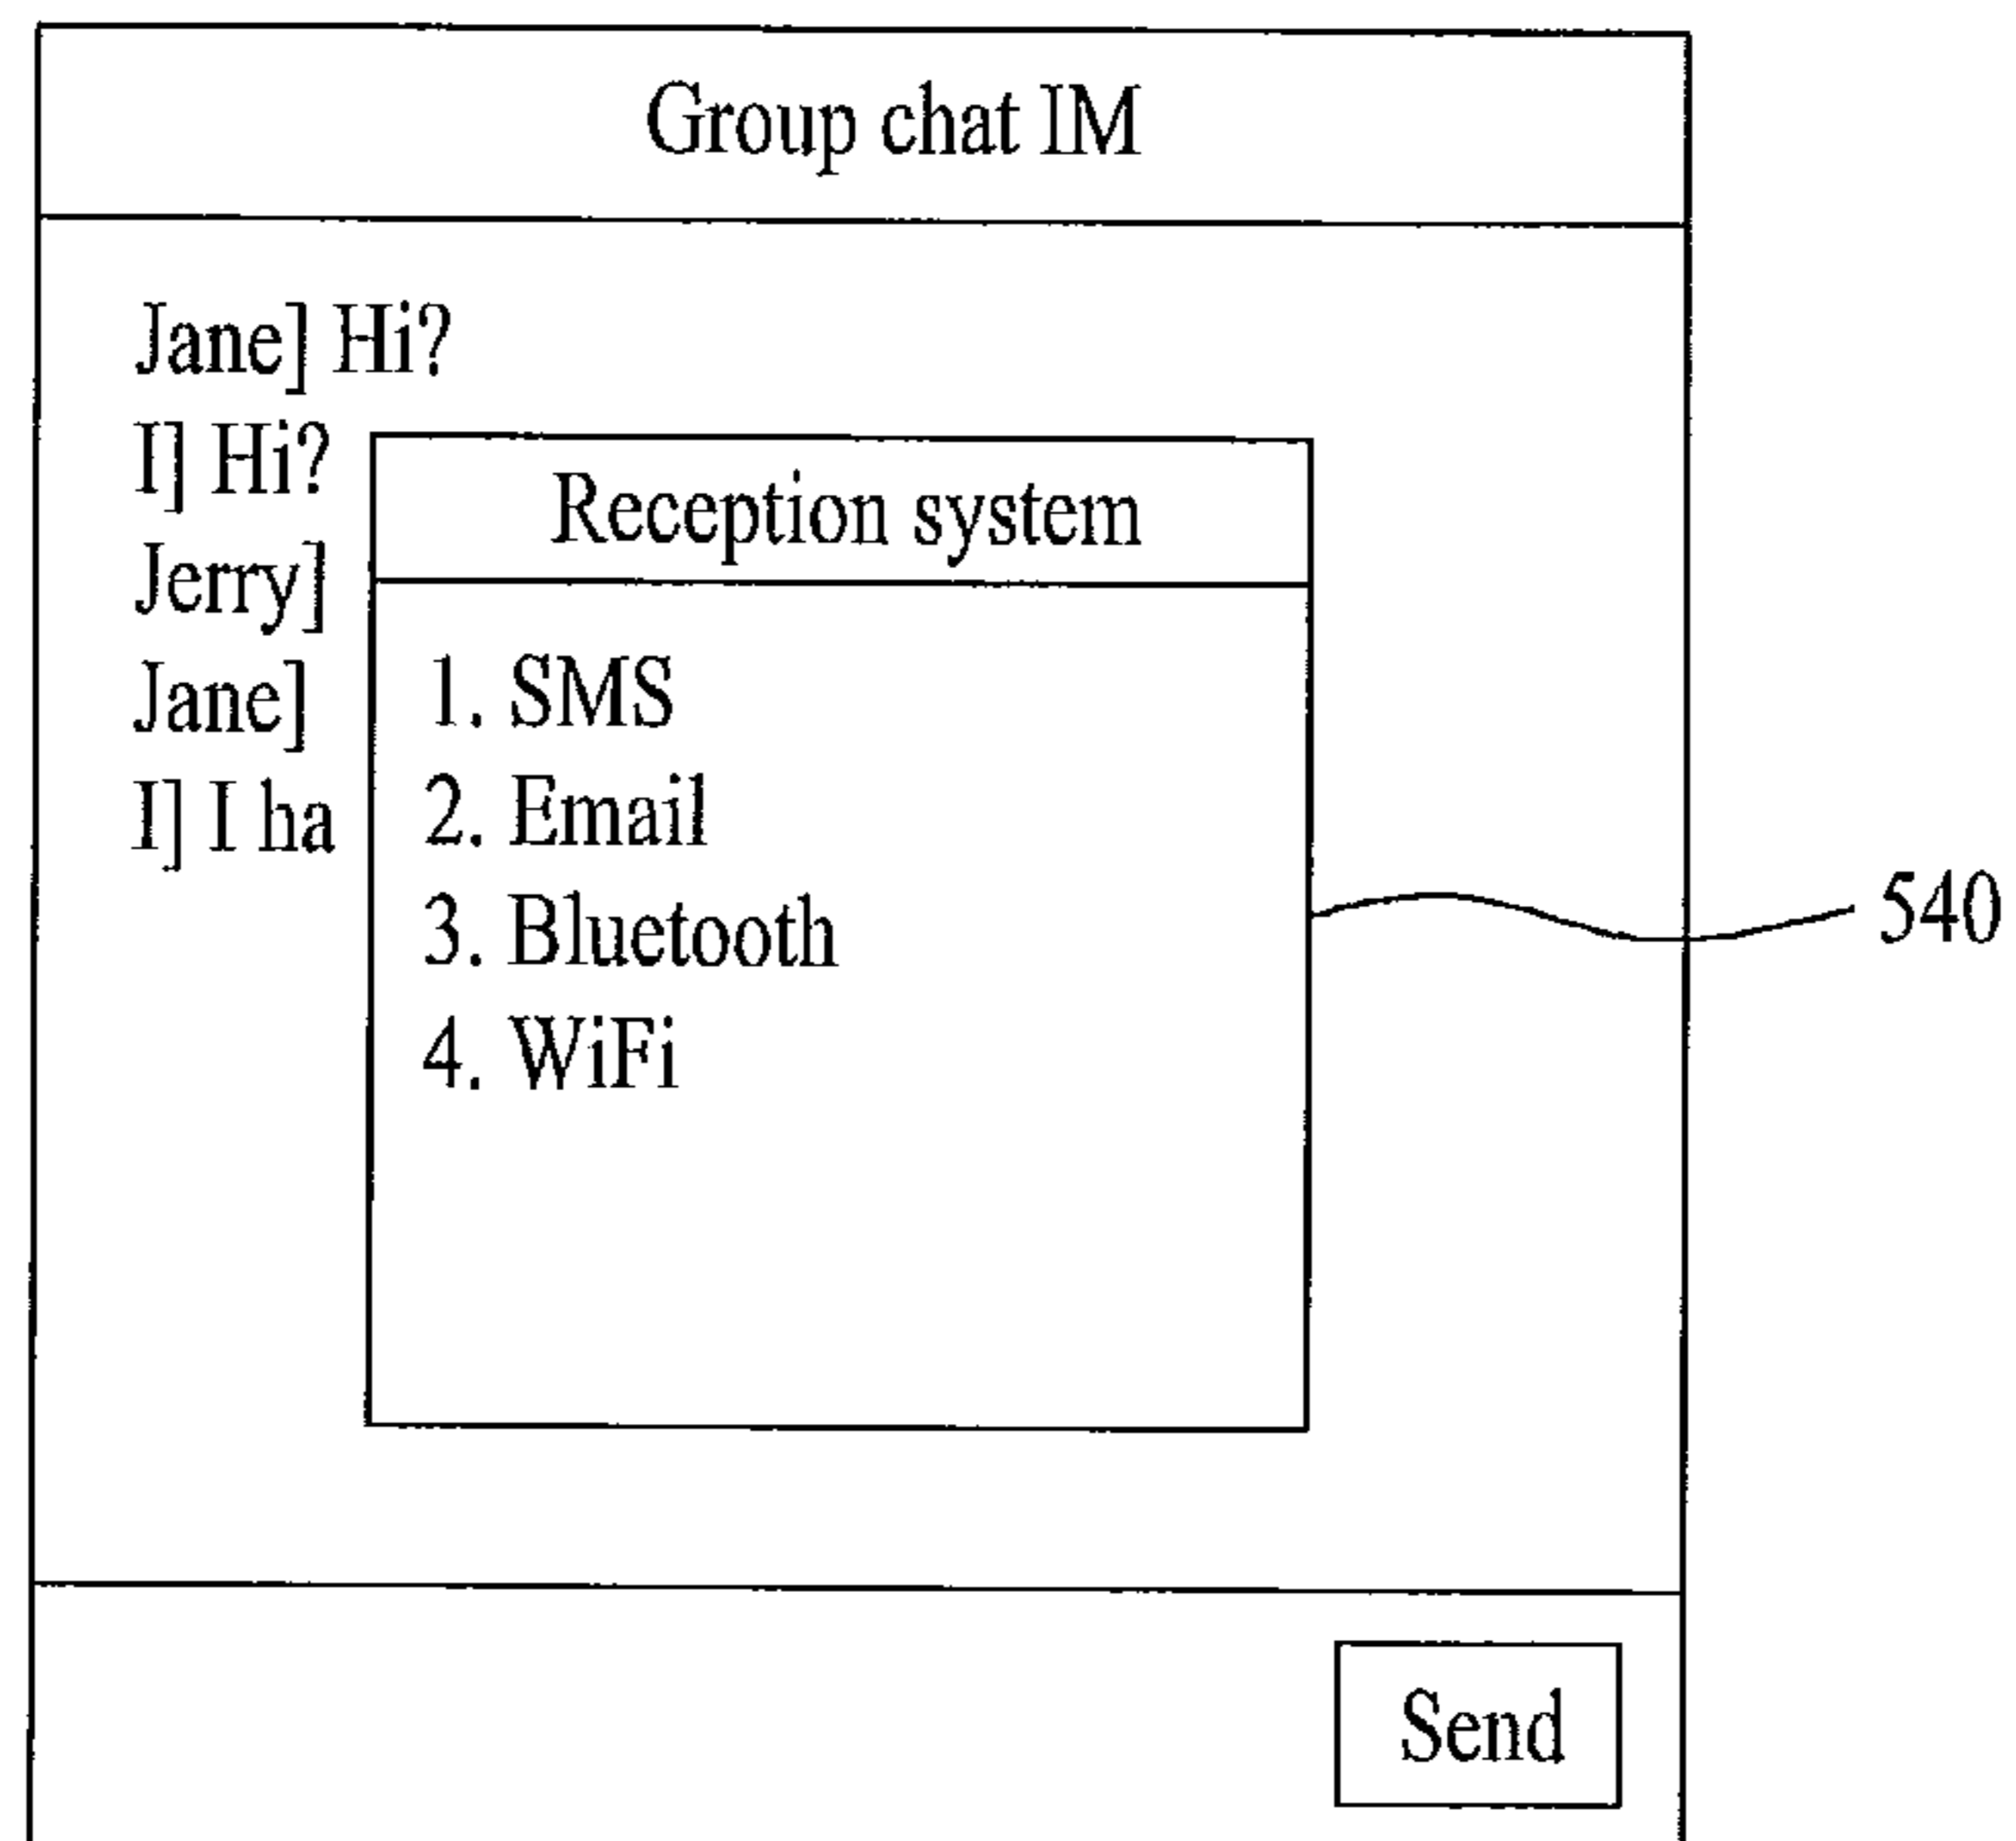 Group chat IM
Jane] Hi?
I] Hi?
Jerry]
Jane]
I] I ha
Reception system
1. SMS
2. Email
3. Bluetooth
4. WiFi
540
Send